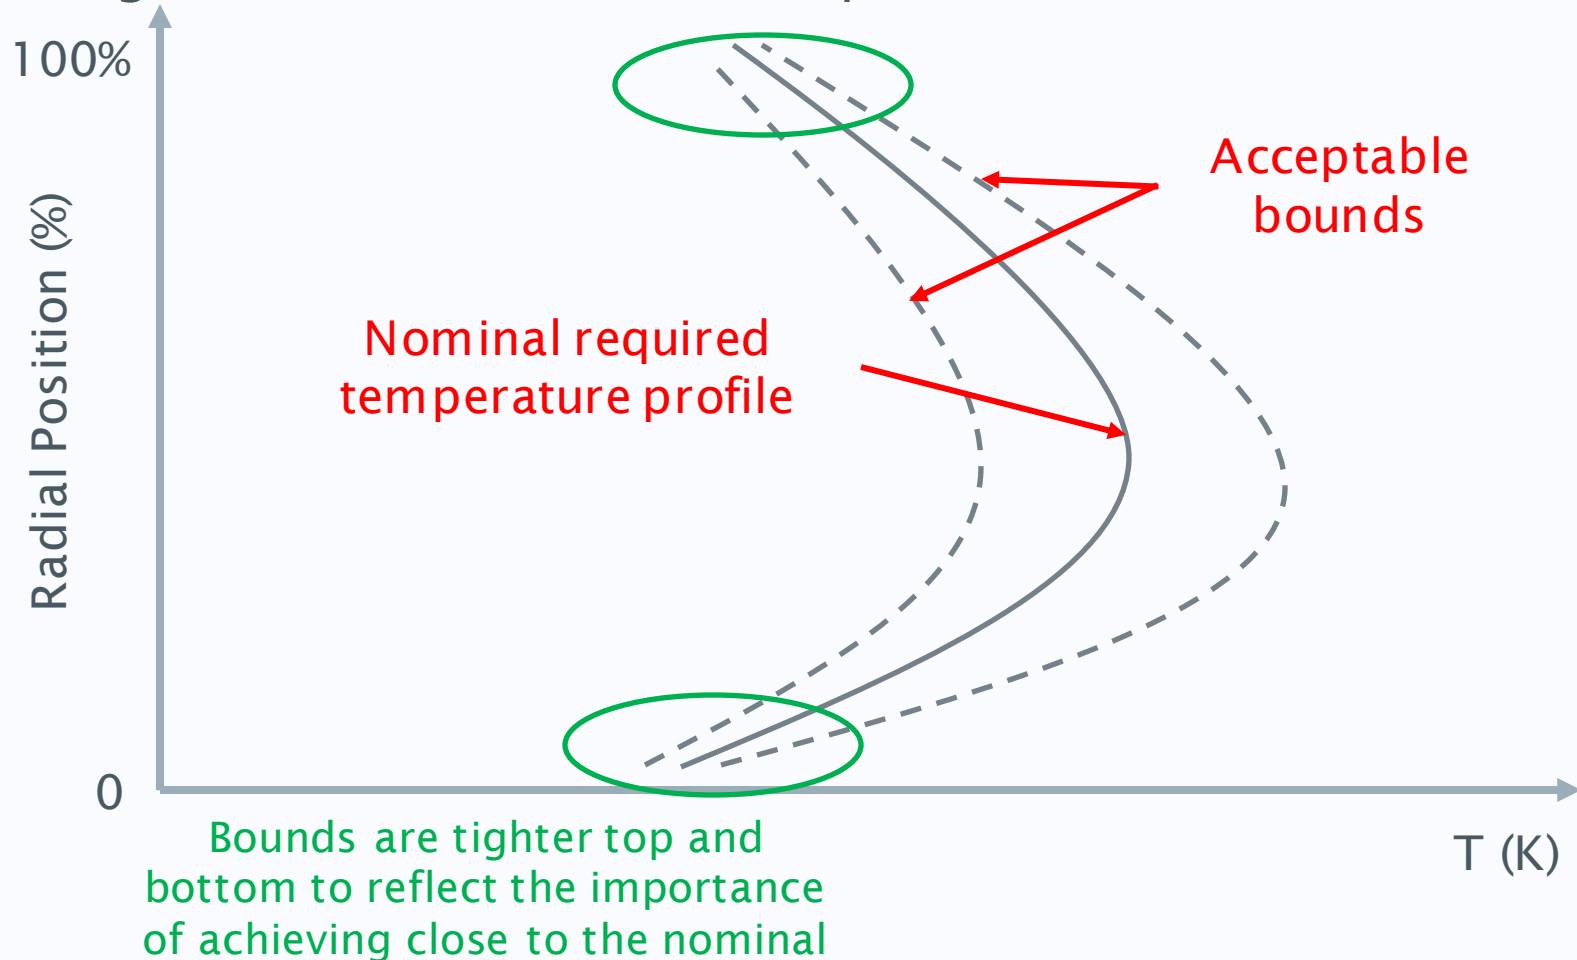 100%
Acceptable
bounds
Radial Position (%)
Nominal required
temperature profile
0
T (K)
Bounds are tighter top and
bottom to reflect the importance
of achieving close to the nominal